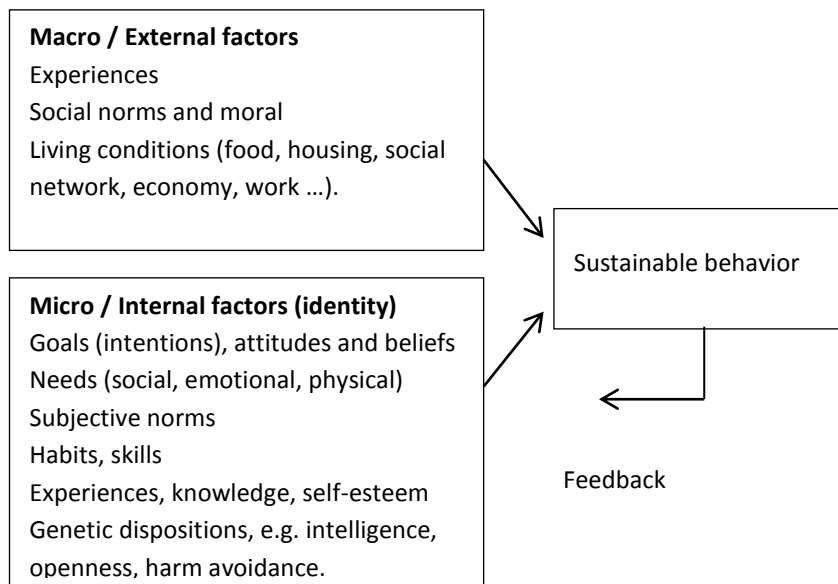 Macro / External factors
Experiences
Social norms and moral
Living conditions (food, housing, social
network, economy, work …).
Sustainable behavior
Micro / Internal factors (identity)
Goals (intentions), attitudes and beliefs
Needs (social, emotional, physical)
Subjective norms
Habits, skills
Experiences, knowledge, self-esteem
Genetic dispositions, e.g. intelligence,
openness, harm avoidance.
Feedback